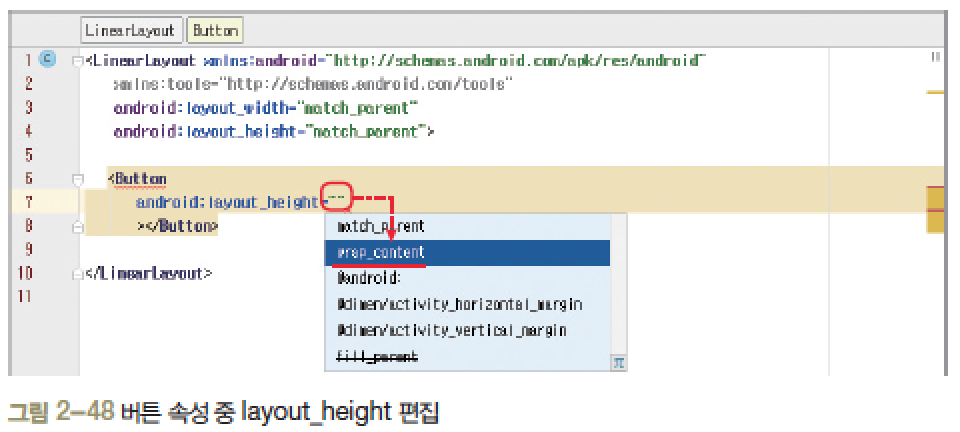 LinearLayout Button
1 C <LinearLayout xmlns:android="http://schemas.android.com/apk/res/android"
2 xmlns:tools="http://schemas.android.com/tools"
3 android:layout_width="match_parent"
4 android:layout_height="match_parent">
5
6 <Button
7 android:layout_height=""
8 ></Button>
match_parent
9 wrap_content
10 </LinearLayout> @android:
11 @dimen/activity_horizontal_margin
@dimen/activity_vertical_margin
fill_parent
π
그림 2-48 버튼 속성 중 layout_height 편집